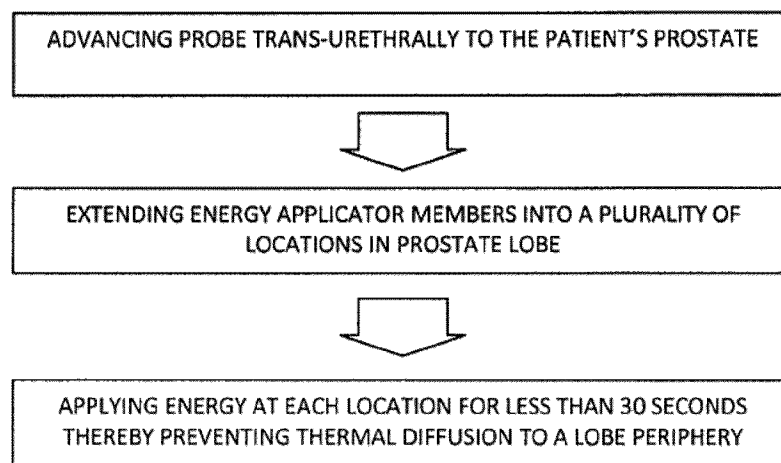 ADVANCING PROBE TRANS-URETHRALLY TO THE PATIENT'S PROSTATE
EXTENDING ENERGY APPLICATOR MEMBERS INTO A PLURALITY OF
LOCATIONS IN PROSTATE LOBE
APPLYING ENERGY AT EACH LOCATION FOR LESS THAN 30 SECONDS
THEREBY PREVENTING THERMAL DIFFUSION TO A LOBE PERIPHERY